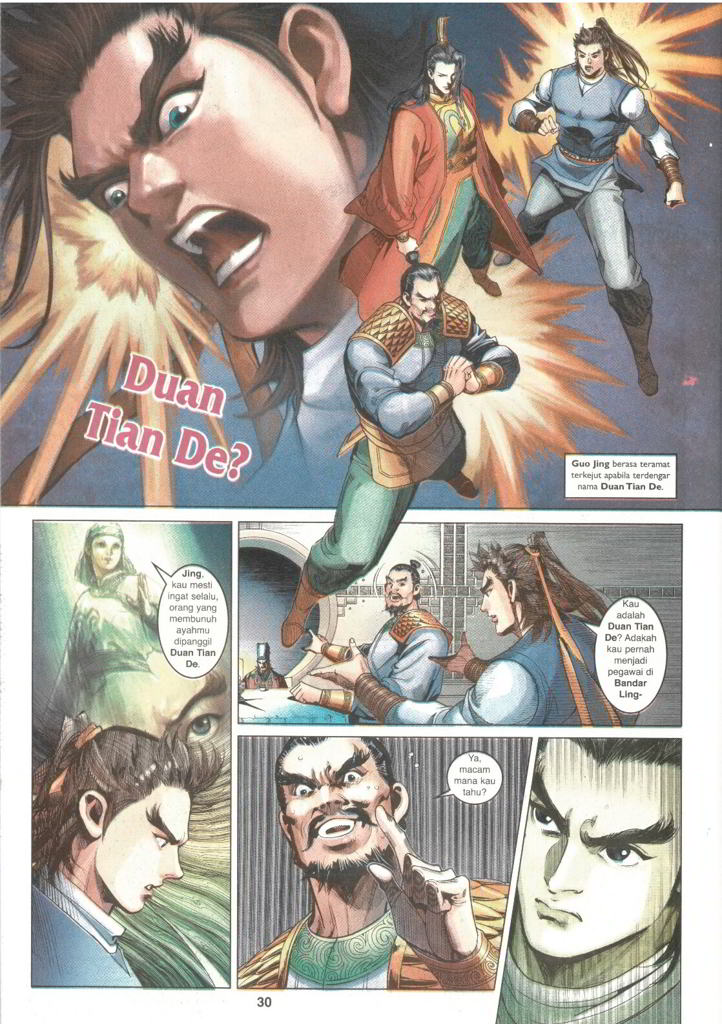 Duan
Tian De?
Guo Jing berasa teramat
terkejut apabila terdengar
nama Duan Tian De.
Jing,
kau mesti
ingat selalu,
orang yang
membunuh
ayahmu
dipanggil
Duan Tian
De.
Kau
adalah
Duan Tian
De? Adakah
kau pernah
menjadi
pegawai di
Bandar
Ling-
Ya,
macam
mana kau
tahu?
30